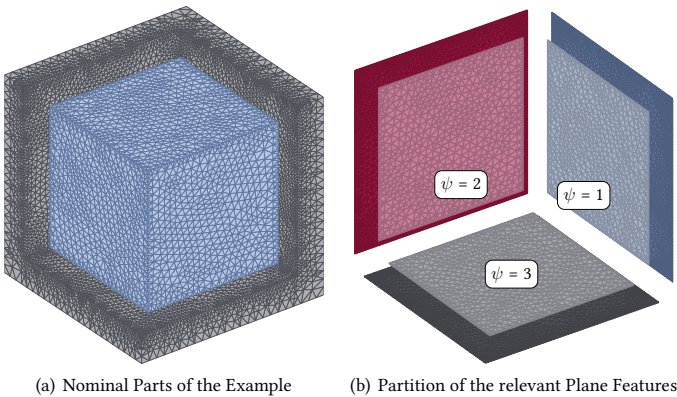 ψ = 2
ψ = 1
ψ = 3
(a) Nominal Parts of the Example
(b) Partition of the relevant Plane Features